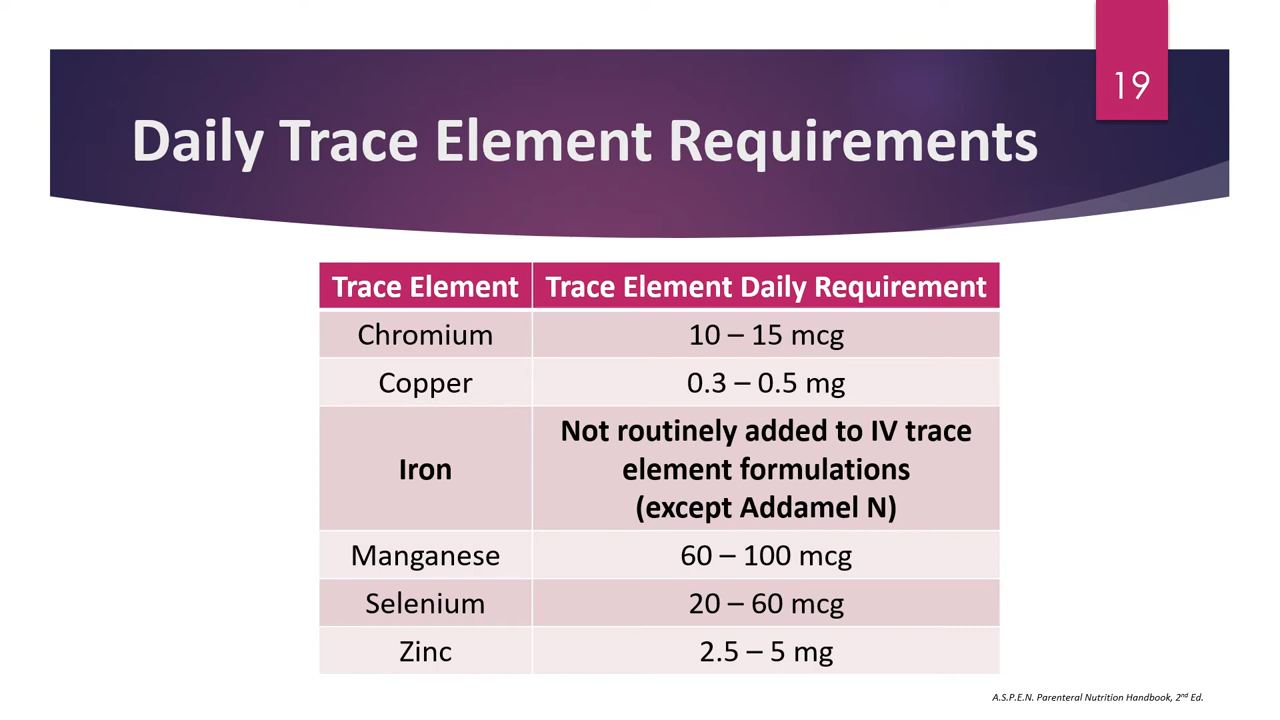 19
Daily Trace Element Requirements
Trace Element Trace Element Daily Requirement
Chromium 10 – 15 mcg
Copper 0.3 – 0.5 mg
Iron Not routinely added to IV trace
element formulations
(except Addamel N)
Manganese 60 – 100 mcg
Selenium 20 – 60 mcg
Zinc 2.5 – 5 mg
A.S.P.E.N. Parenteral Nutrition Handbook, 2nd Ed.